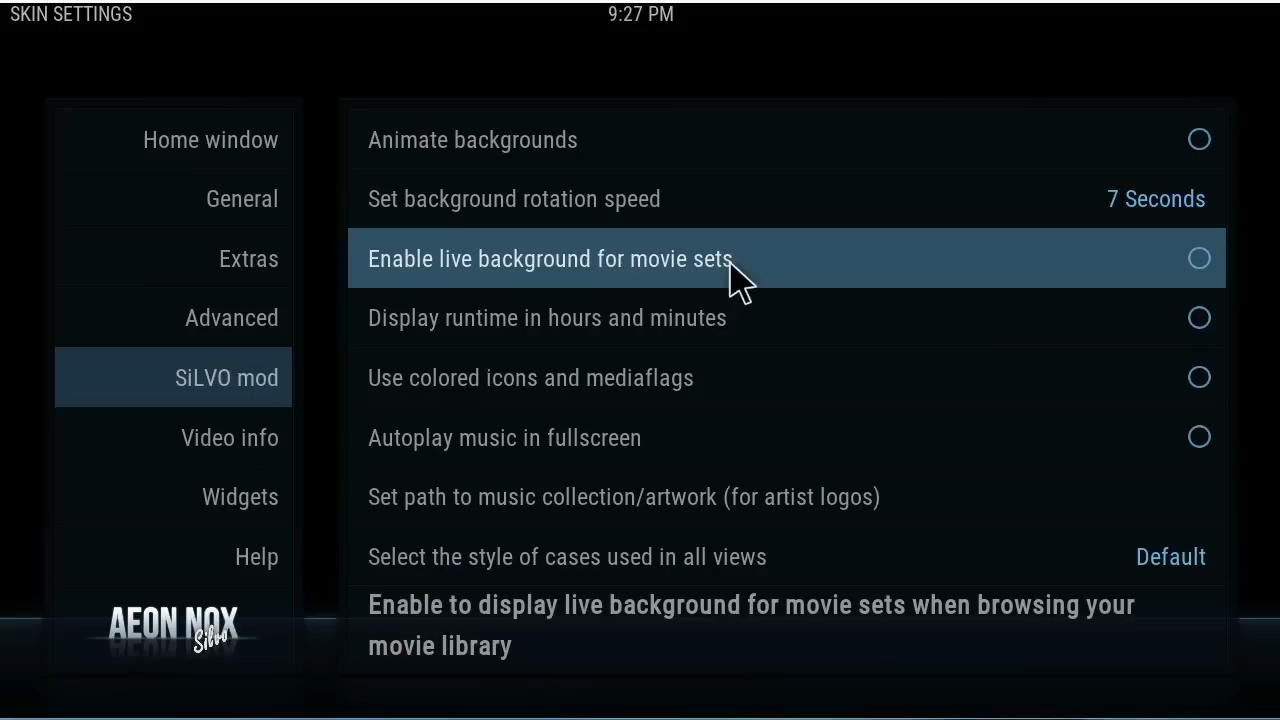 SKIN SETTINGS
9:27 PM
Home window
General
Extras
Advanced
SiLVO mod
Video info
Widgets
Help
AEON NOX
Silvo
Animate backgrounds
Set background rotation speed 7 Seconds
Enable live background for movie sets
Display runtime in hours and minutes
Use colored icons and mediaflags
Autoplay music in fullscreen
Set path to music collection/artwork (for artist logos)
Select the style of cases used in all views Default
Enable to display live background for movie sets when browsing your
movie library